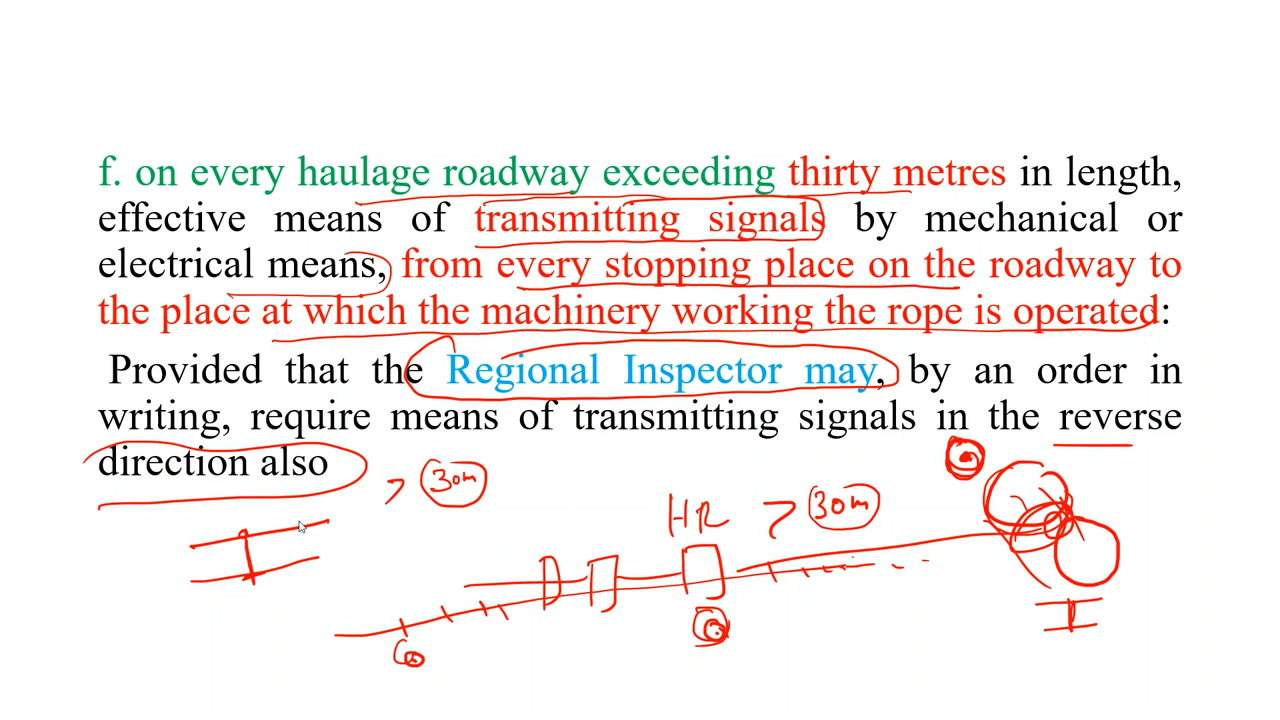 f. on every haulage roadway exceeding thirty metres in length,
effective means of transmitting signals by mechanical or
electrical means, from every stopping place on the roadway to
the place at which the machinery working the rope is operated:
Provided that the Regional Inspector may, by an order in
writing, require means of transmitting signals in the reverse
direction also
> 30m
HR > 30m